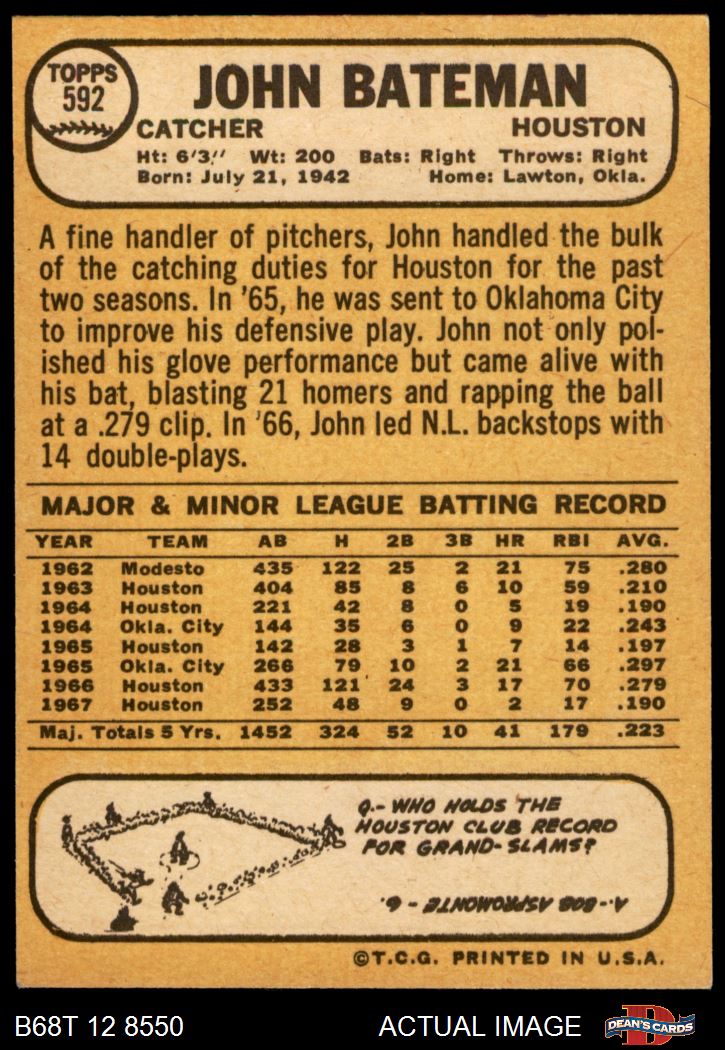 TOPPS
592
JOHN BATEMAN
CATCHER HOUSTON
Ht: 6'3" Wt: 200 Bats: Right Throws: Right
Born: July 21, 1942 Home: Lawton, Okla.
A fine handler of pitchers, John handled the bulk
of the catching duties for Houston for the past
two seasons. In '65, he was sent to Oklahoma City
to improve his defensive play. John not only pol-
ished his glove performance but came alive with
his bat, blasting 21 homers and rapping the ball
at a .279 clip. In '66, John led N.L. backstops with
14 double-plays.
MAJOR & MINOR LEAGUE BATTING RECORD
YEAR TEAM AB H 2B 3B HR RBI AVG.
1962 Modesto 435 122 25 2 21 75 .280
1963 Houston 404 85 8 6 10 59 .210
1964 Houston 221 42 8 0 5 19 .190
1964 Okla. City 144 35 6 0 9 22 .243
1965 Houston 142 28 3 1 7 14 .197
1965 Okla. City 266 79 10 2 21 66 .297
1966 Houston 433 121 24 3 17 70 .279
1967 Houston 252 48 9 0 2 17 .190
Maj. Totals 5 Yrs. 1452 324 52 10 41 179 .223
Q.- WHO HOLDS THE
HOUSTON CLUB RECORD
FOR GRAND-SLAMS?
A.- BOB ASPROMONTE - 6.
©T.C.G. PRINTED IN U.S.A.
B68T 12 8550 ACTUAL IMAGE
D
DEAN'S CARDS